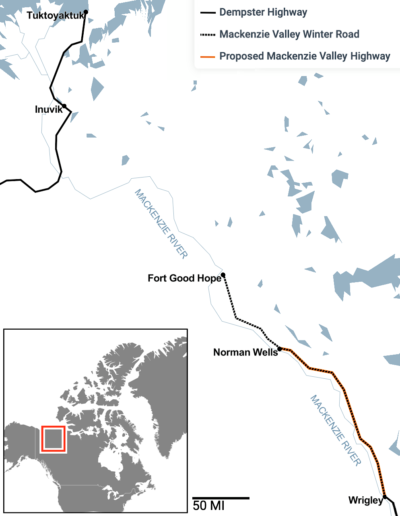 Tuktoyaktuk
Dempster Highway
Mackenzie Valley Winter Road
Proposed Mackenzie Valley Highway
Inuvik
MACKENZIE RIVER
Fort Good Hope
Norman Wells
MACKENZIE RIVER
Wrigley
50 MI